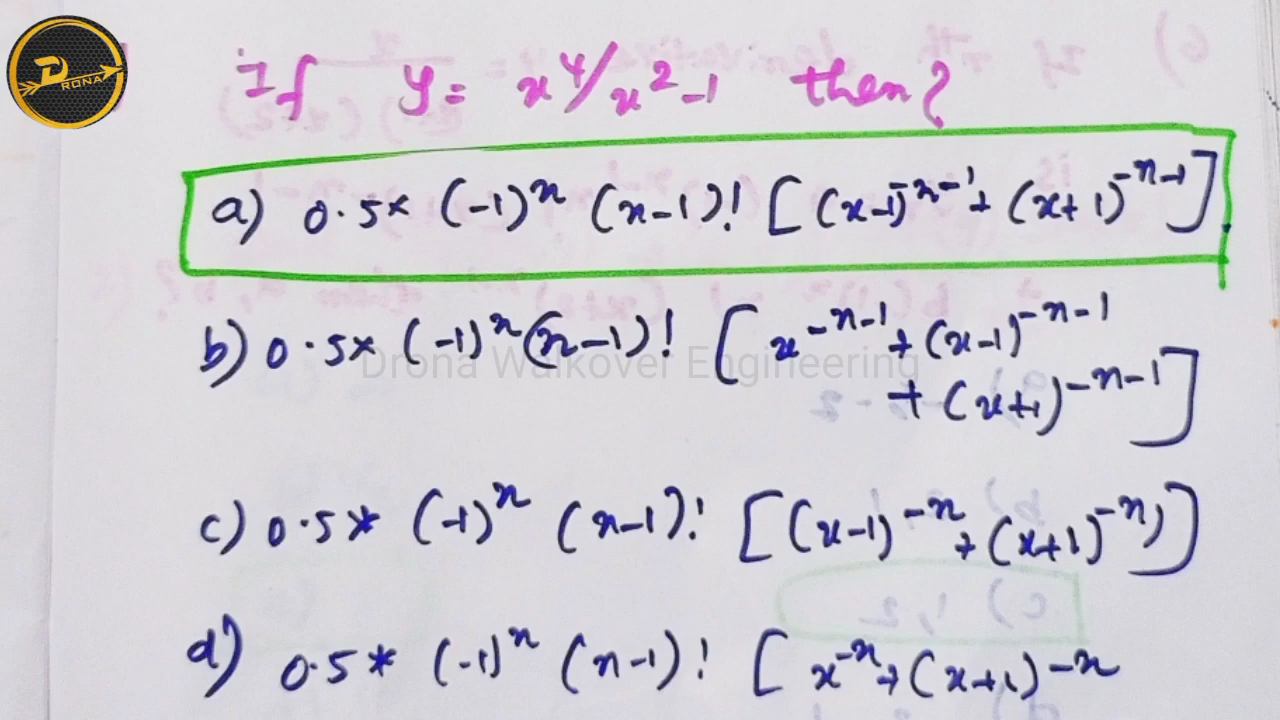 DRONA
If y = x⁴/x²-1 then?
a) 0.5* (-1)ⁿ (n-1)! [(x-1)⁻ⁿ⁻¹+ (x+1)⁻ⁿ⁻¹]
b) 0.5* (-1)ⁿ(n-1)! [x⁻ⁿ⁻¹+(x-1)⁻ⁿ⁻¹
+ (x+1)⁻ⁿ⁻¹]
Drona Walkover Engineering
c) 0.5* (-1)ⁿ (n-1)! [(x-1)⁻ⁿ+(x+1)⁻ⁿ)]
d) 0.5* (-1)ⁿ (n-1)! [x⁻ⁿ+(x+1)⁻ⁿ